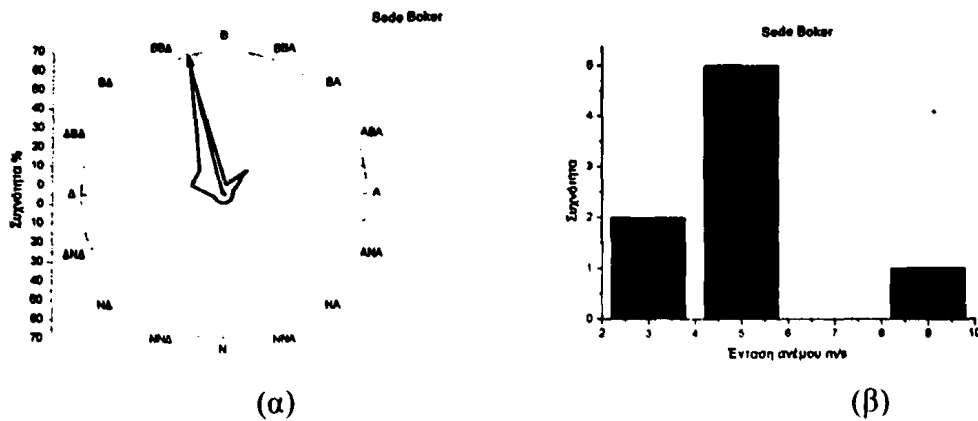 Sede Boker
Β
ΒΒΔ
ΒΒΑ
ΒΔ
ΒΑ
ΔΒΔ
ΑΒΑ
Δ
Α
ΔΝΔ
ΑΝΑ
ΝΔ
ΝΑ
ΝΝΔ
ΝΝΑ
Ν
70
60
50
40
30
20
10
0
0
10
20
30
40
50
60
70
Συχνότητα %
(α)
Sede Boker
5
4
3
2
1
0
Συχνότητα
2 3 4 5 6 7 8 9 10
Ένταση ανέμου m/s
(β)